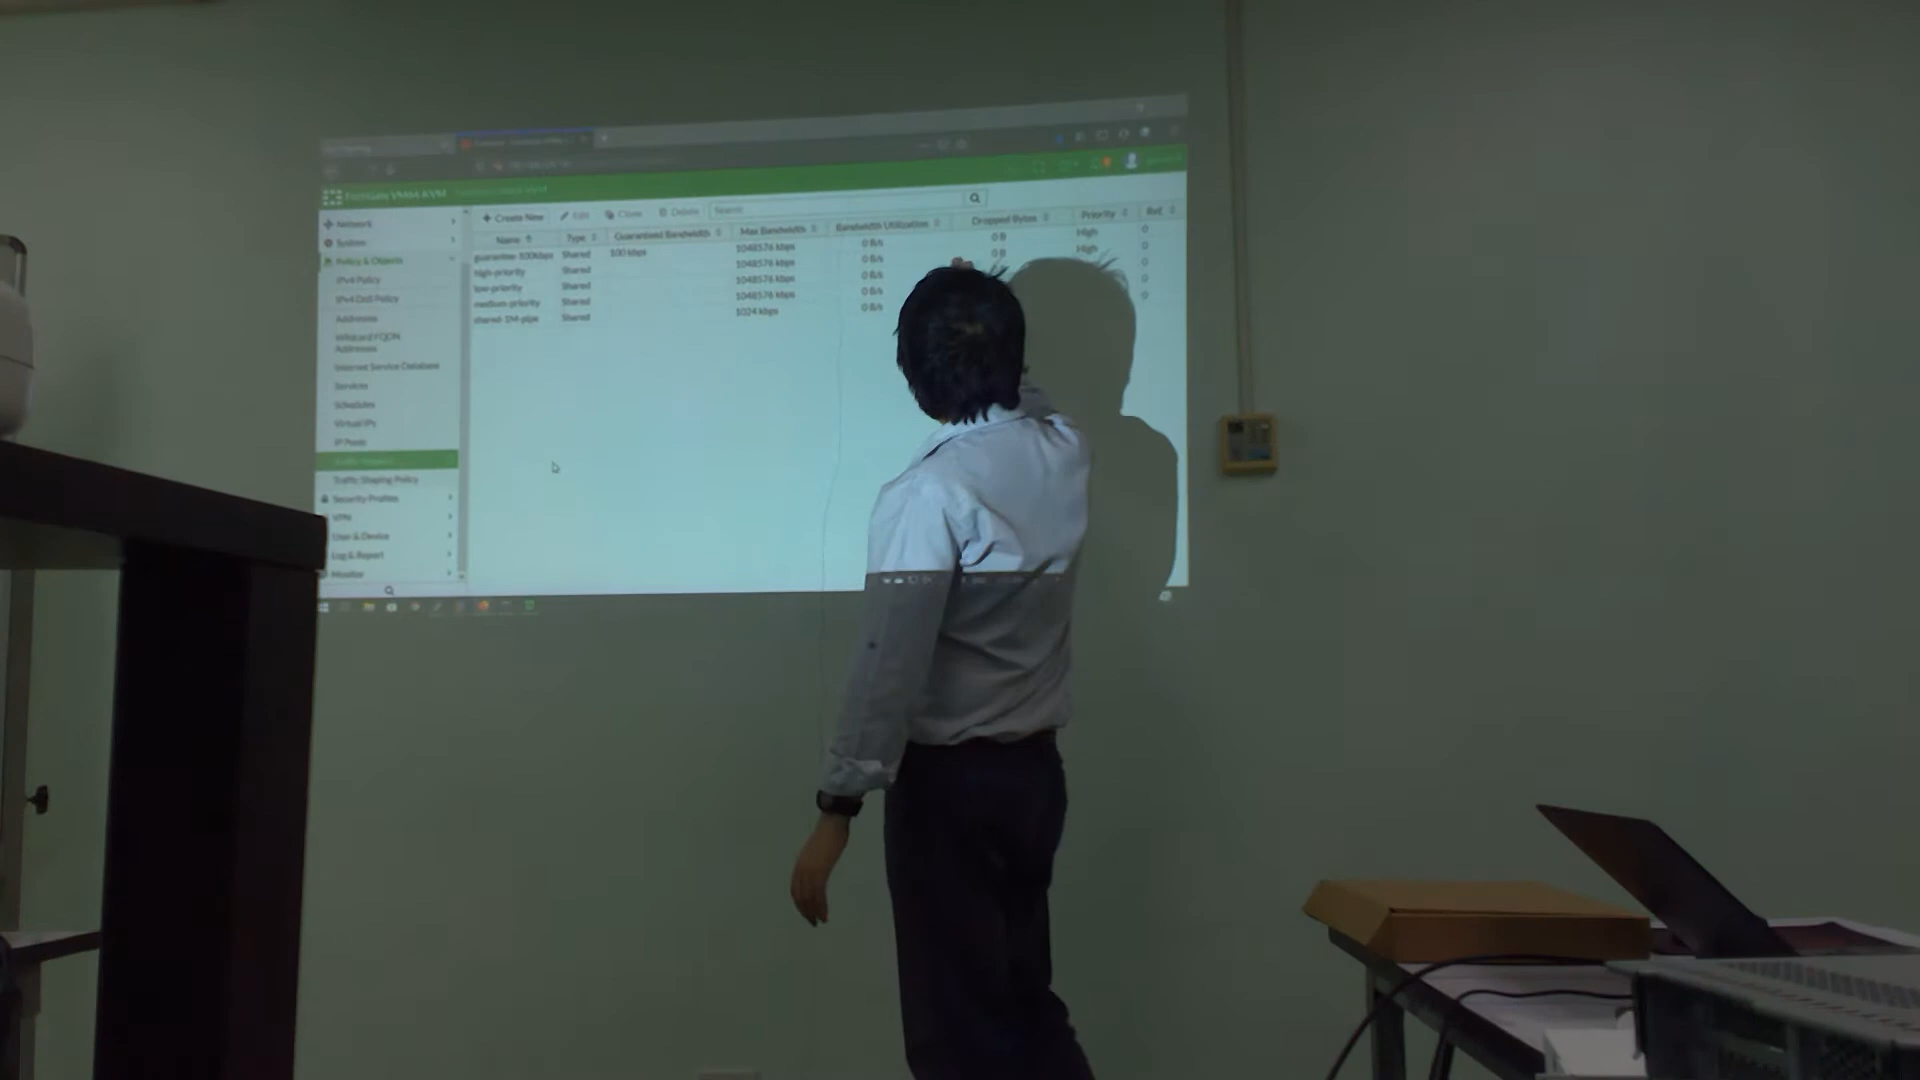 FortiGate VM64-KVM
Network
System
Policy & Objects
IPv4 Policy
IPv4 DoS Policy
Addresses
Wildcard FQDN
Addresses
Internet Service Database
Services
Schedules
Virtual IPs
IP Pools
Traffic Shaping Policy
Security Profiles
VPN
User & Device
Log & Report
Monitor
Create New Edit Clone Delete Search
Name Type Guaranteed Bandwidth Max Bandwidth Bandwidth Utilization Dropped Bytes Priority Ref.
guarantee-100kbps Shared 100 kbps 1048576 kbps 0 B/s 0 B High 0
high-priority Shared 1048576 kbps 0 B/s 0 B High 0
low-priority Shared 1048576 kbps 0 B/s 0
medium-priority Shared 1048576 kbps 0 B/s 0
shared-1M-pipe Shared 1024 kbps 0 B/s 0